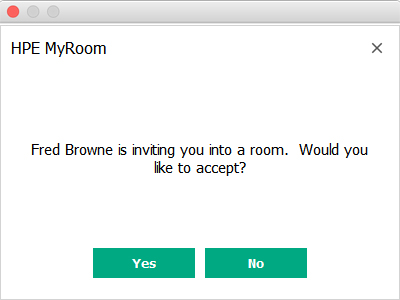 HPE MyRoom
Fred Browne is inviting you into a room.  Would you
like to accept?
Yes
No